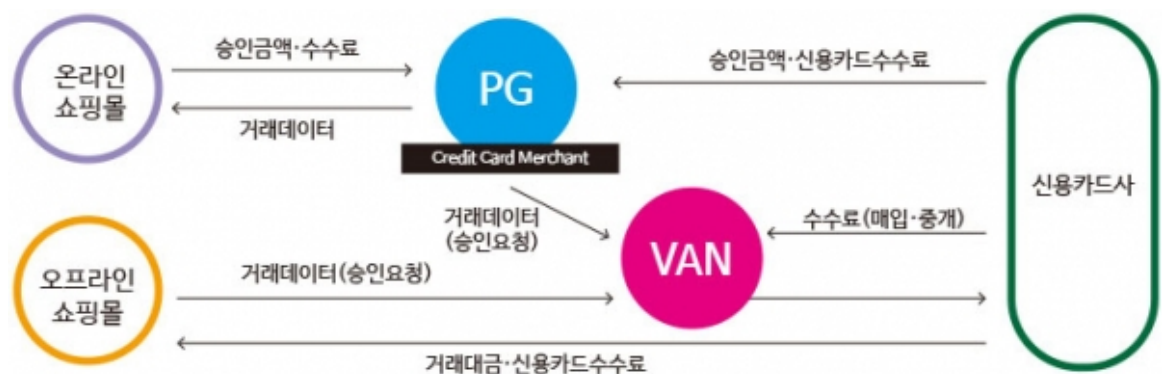 온라인
쇼핑몰
승인금액·수수료
거래데이터
PG
Credit Card Merchant
승인금액·신용카드수수료
신용카드사
거래데이터
(승인요청)
VAN
수수료(매입·중개)
오프라인
쇼핑몰
거래데이터(승인요청)
거래대금·신용카드수수료